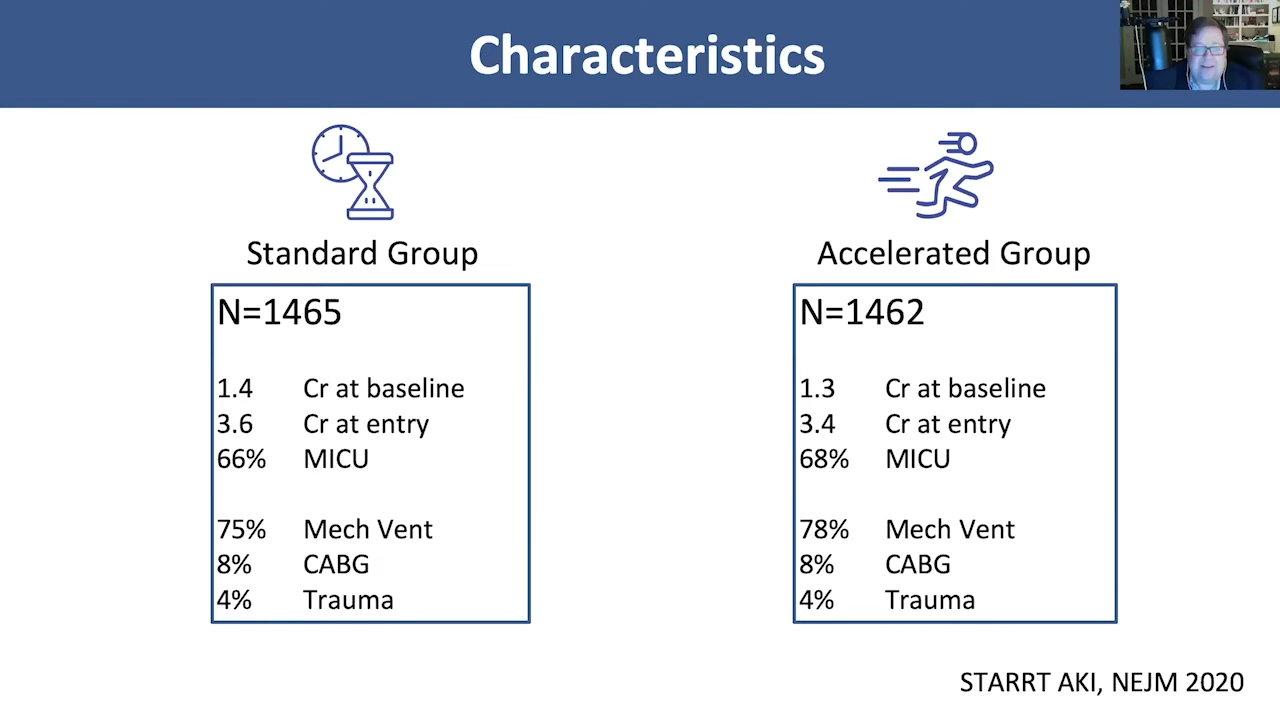 Characteristics
Standard Group
N=1465
1.4 Cr at baseline
3.6 Cr at entry
66% MICU
75% Mech Vent
8% CABG
4% Trauma
Accelerated Group
N=1462
1.3 Cr at baseline
3.4 Cr at entry
68% MICU
78% Mech Vent
8% CABG
4% Trauma
STARRT AKI, NEJM 2020